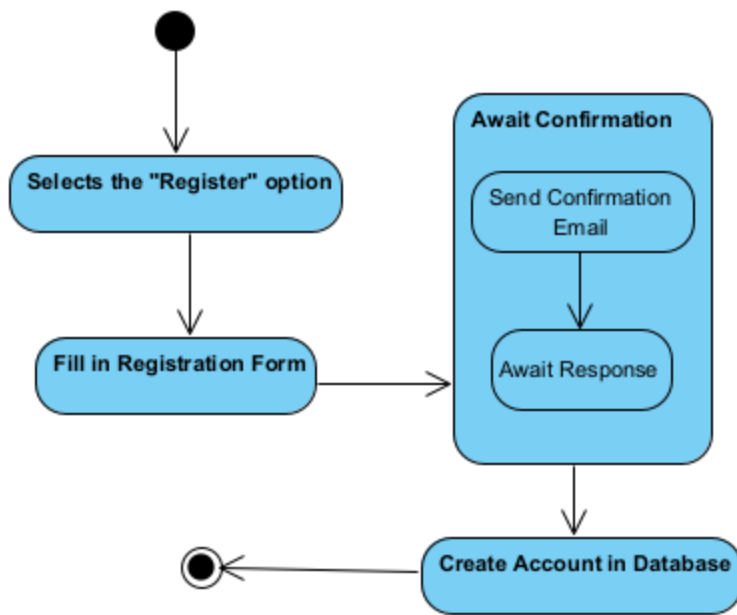 Selects the "Register" option
Fill in Registration Form
Await Confirmation
Send Confirmation
Email
Await Response
Create Account in Database